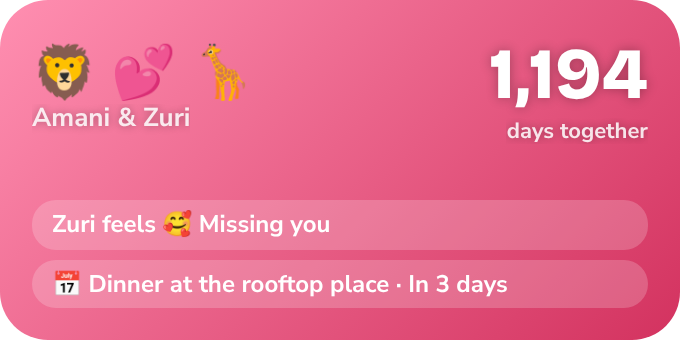 🦁 💕 🦒
Amani & Zuri
1,194
days together
Zuri feels 🥰 Missing you
📅 Dinner at the rooftop place · In 3 days